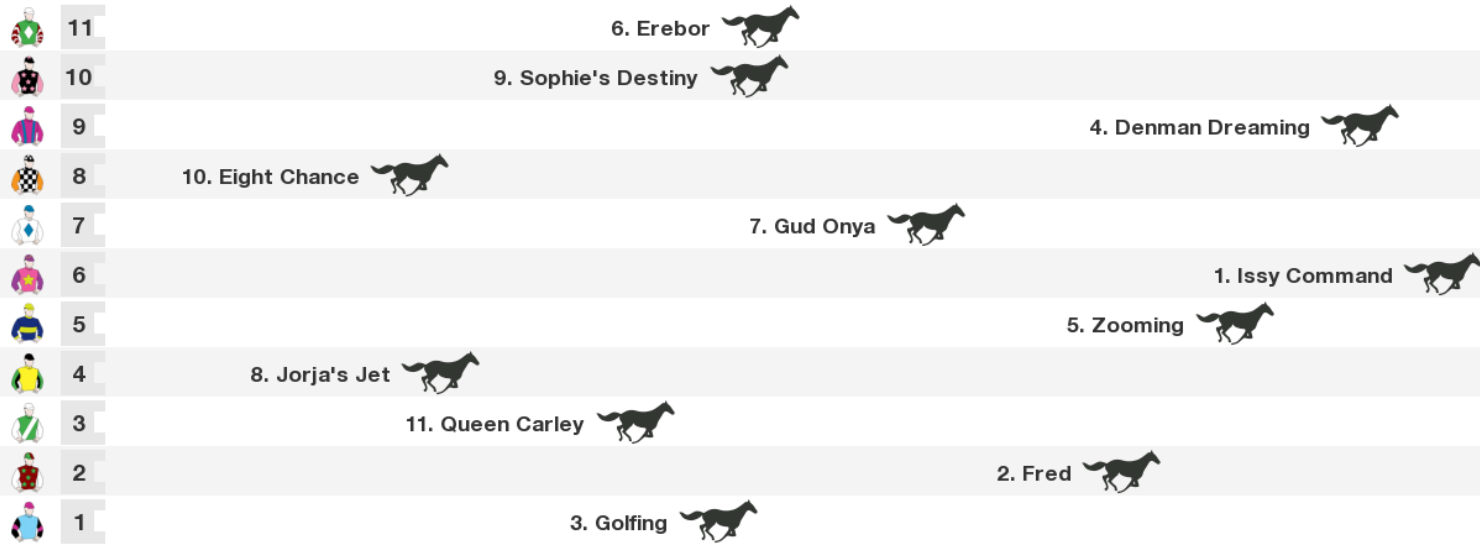 11 6. Erebor
10 9. Sophie's Destiny
9 4. Denman Dreaming
8 10. Eight Chance
7 7. Gud Onya
6 1. Issy Command
5 5. Zooming
4 8. Jorja's Jet
3 11. Queen Carley
2 2. Fred
1 3. Golfing